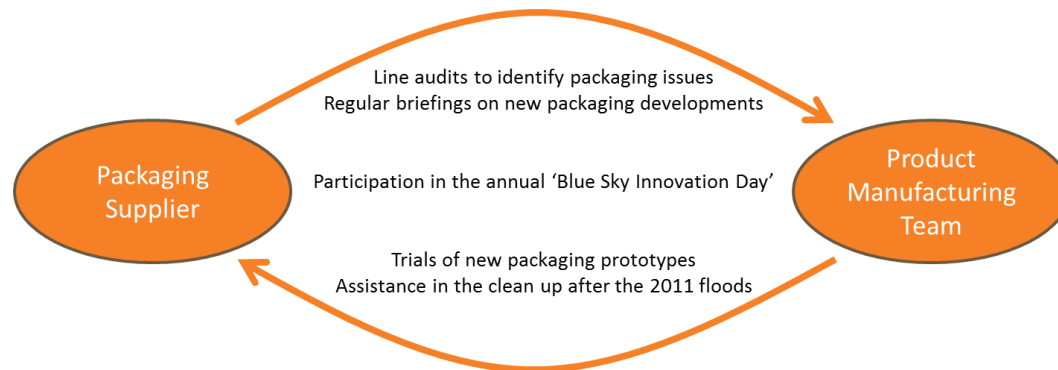 Line audits to identify packaging issues
Regular briefings on new packaging developments
Packaging
Supplier
Participation in the annual ‘Blue Sky Innovation Day’
Product
Manufacturing
Team
Trials of new packaging prototypes
Assistance in the clean up after the 2011 floods